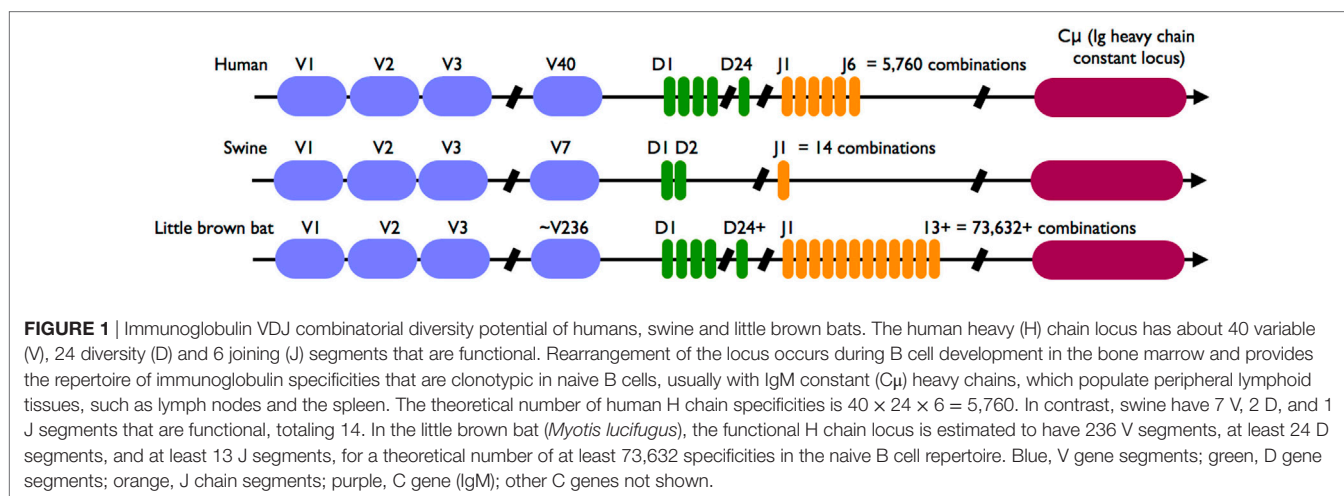 Cμ (Ig heavy chain
constant locus)
Human V1 V2 V3 V40 D1 D24 J1 J6 = 5,760 combinations
Swine V1 V2 V3 V7 D1 D2 J1 = 14 combinations
Little brown bat V1 V2 V3 ~V236 D1 D24+ J1 13+ = 73,632+ combinations
FIGURE 1 | Immunoglobulin VDJ combinatorial diversity potential of humans, swine and little brown bats. The human heavy (H) chain locus has about 40 variable
(V), 24 diversity (D) and 6 joining (J) segments that are functional. Rearrangement of the locus occurs during B cell development in the bone marrow and provides
the repertoire of immunoglobulin specificities that are clonotypic in naive B cells, usually with IgM constant (Cμ) heavy chains, which populate peripheral lymphoid
tissues, such as lymph nodes and the spleen. The theoretical number of human H chain specificities is 40 × 24 × 6 = 5,760. In contrast, swine have 7 V, 2 D, and 1
J segments that are functional, totaling 14. In the little brown bat (Myotis lucifugus), the functional H chain locus is estimated to have 236 V segments, at least 24 D
segments, and at least 13 J segments, for a theoretical number of at least 73,632 specificities in the naive B cell repertoire. Blue, V gene segments; green, D gene
segments; orange, J chain segments; purple, C gene (IgM); other C genes not shown.